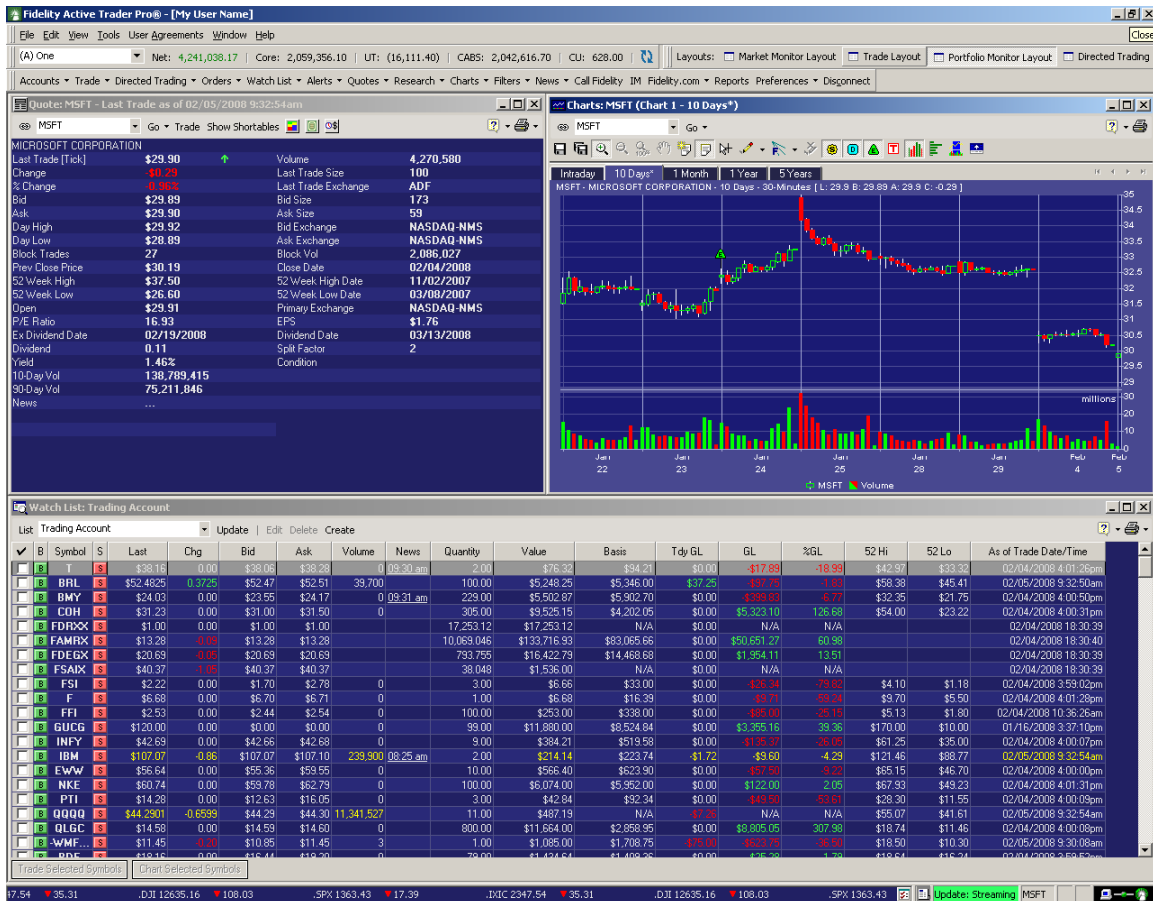 Fidelity Active Trader Pro® - [My User Name]
File Edit View Tools User Agreements Window Help
Close
(A) One Net: 4,241,038.17 | Core: 2,059,356.10 | UT: (16,111.40) | CABS: 2,042,616.70 | CU: 628.00 | Layouts: Market Monitor Layout Trade Layout Portfolio Monitor Layout Directed Trading
Accounts Trade Directed Trading Orders Watch List Alerts Quotes Research Charts Filters News Call Fidelity IM Fidelity.com Reports Preferences Disconnect
Quote: MSFT - Last Trade as of 02/05/2008 9:32:54am
MSFT Go Trade Show Shortables
MICROSOFT CORPORATION
Last Trade [Tick] $29.90 Volume 4,270,580
Change -$0.29 Last Trade Size 100
% Change -0.96% Last Trade Exchange ADF
Bid $29.89 Bid Size 173
Ask $29.90 Ask Size 59
Day High $29.92 Bid Exchange NASDAQ-NMS
Day Low $28.89 Ask Exchange NASDAQ-NMS
Block Trades 27 Block Vol 2,086,027
Prev Close Price $30.19 Close Date 02/04/2008
52 Week High $37.50 52 Week High Date 11/02/2007
52 Week Low $26.60 52 Week Low Date 03/08/2007
Open $29.91 Primary Exchange NASDAQ-NMS
P/E Ratio 16.93 EPS $1.76
Ex Dividend Date 02/19/2008 Dividend Date 03/13/2008
Dividend 0.11 Split Factor 2
Yield 1.46% Condition
10-Day Vol 138,789,415
90-Day Vol 75,211,846
News ...
Charts: MSFT (Chart 1 - 10 Days*)
MSFT Go
Intraday 10 Days* 1 Month 1 Year 5 Years
MSFT - MICROSOFT CORPORATION - 10 Days - 30-Minutes [ L: 29.9 B: 29.89 A: 29.9 C: -0.29 ]
35
34.5
34
33.5
33
32.5
32
31.5
31
30.5
30
29.5
29
millions
30
20
10
0
Jan Jan Jan Jan Jan Jan Feb Feb
22 23 24 25 28 29 4 5
MSFT Volume
Watch List: Trading Account
List Trading Account Update | Edit Delete Create
B Symbol S Last Chg Bid Ask Volume News Quantity Value Basis Tdy GL GL %GL 52 Hi 52 Lo As of Trade Date/Time
B T S $38.16 0.00 $38.06 $38.28 0 09:30 am 2.00 $76.32 $94.21 $0.00 -$17.89 -18.99 $42.97 $33.32 02/04/2008 4:01:26pm
B BRL S $52.4825 0.3725 $52.47 $52.51 39,700 100.00 $5,248.25 $5,346.00 $37.25 -$97.75 -1.83 $58.38 $45.41 02/05/2008 9:32:50am
B BMY S $24.03 0.00 $23.55 $24.17 0 09:31 am 229.00 $5,502.87 $5,902.70 $0.00 -$399.83 -6.77 $32.35 $21.75 02/04/2008 4:00:50pm
B COH S $31.23 0.00 $31.00 $31.50 0 305.00 $9,525.15 $4,202.05 $0.00 $5,323.10 126.68 $54.00 $23.22 02/04/2008 4:00:31pm
B FDRXX S $1.00 0.00 $1.00 $1.00 17,253.12 $17,253.12 N/A $0.00 N/A N/A 02/04/2008 18:30:39
B FAMRX S $13.28 -0.09 $13.28 $13.28 10,069.046 $133,716.93 $83,065.66 $0.00 $50,651.27 60.98 02/04/2008 18:30:40
B FDEGX S $20.69 -0.05 $20.69 $20.69 793.755 $16,422.79 $14,468.68 $0.00 $1,954.11 13.51 02/04/2008 18:30:39
B FSAIX S $40.37 -1.05 $40.37 $40.37 38.048 $1,536.00 N/A $0.00 N/A N/A 02/04/2008 18:30:39
B FSI S $2.22 0.00 $1.70 $2.78 0 3.00 $6.66 $33.00 $0.00 -$26.34 -79.82 $4.10 $1.18 02/04/2008 3:59:02pm
B F S $6.68 0.00 $6.70 $6.71 0 1.00 $6.68 $16.39 $0.00 -$9.71 -59.24 $9.70 $5.50 02/04/2008 4:01:28pm
B FFI S $2.53 0.00 $2.44 $2.54 0 100.00 $253.00 $338.00 $0.00 -$85.00 -25.15 $5.13 $1.80 02/04/2008 10:36:26am
B GUCG S $120.00 0.00 $0.00 $0.00 0 99.00 $11,880.00 $8,524.84 $0.00 $3,355.16 39.36 $170.00 $10.00 01/16/2008 3:37:10pm
B INFY S $42.69 0.00 $42.66 $42.68 0 9.00 $384.21 $519.58 $0.00 -$135.37 -26.05 $61.25 $35.00 02/04/2008 4:00:07pm
B IBM S $107.07 -0.86 $107.07 $107.10 239,900 08:25 am 2.00 $214.14 $223.74 -$1.72 -$9.60 -4.29 $121.46 $88.77 02/05/2008 9:32:54am
B EWW S $56.64 0.00 $55.36 $59.55 0 10.00 $566.40 $623.90 $0.00 -$57.50 -9.22 $65.15 $46.70 02/04/2008 4:00:00pm
B NKE S $60.74 0.00 $59.78 $62.79 0 100.00 $6,074.00 $5,952.00 $0.00 $122.00 2.05 $67.93 $49.23 02/04/2008 4:01:31pm
B PTI S $14.28 0.00 $12.63 $16.05 0 3.00 $42.84 $92.34 $0.00 -$49.50 -53.61 $28.30 $11.55 02/04/2008 4:00:09pm
B QQQQ S $44.2901 -0.6599 $44.29 $44.30 11,341,527 11.00 $487.19 N/A -$7.26 N/A N/A $55.07 $41.61 02/05/2008 9:32:54am
B QLGC S $14.58 0.00 $14.59 $14.60 0 800.00 $11,664.00 $2,858.95 $0.00 $8,805.05 307.98 $18.74 $11.46 02/04/2008 4:00:08pm
B -WMF... S $11.45 0.20 $10.85 $11.45 3 1.00 $1,085.00 $1,708.75 -$75.00 -$623.75 -36.50 $18.50 $10.30 02/05/2008 9:30:08am
Trade Selected Symbols Chart Selected Symbols
17.54 35.31 .DJI 12635.16 108.03 .SPX 1363.43 17.39 .IXIC 2347.54 35.31 .DJI 12635.16 108.03 .SPX 1363.43 Update: Streaming MSFT